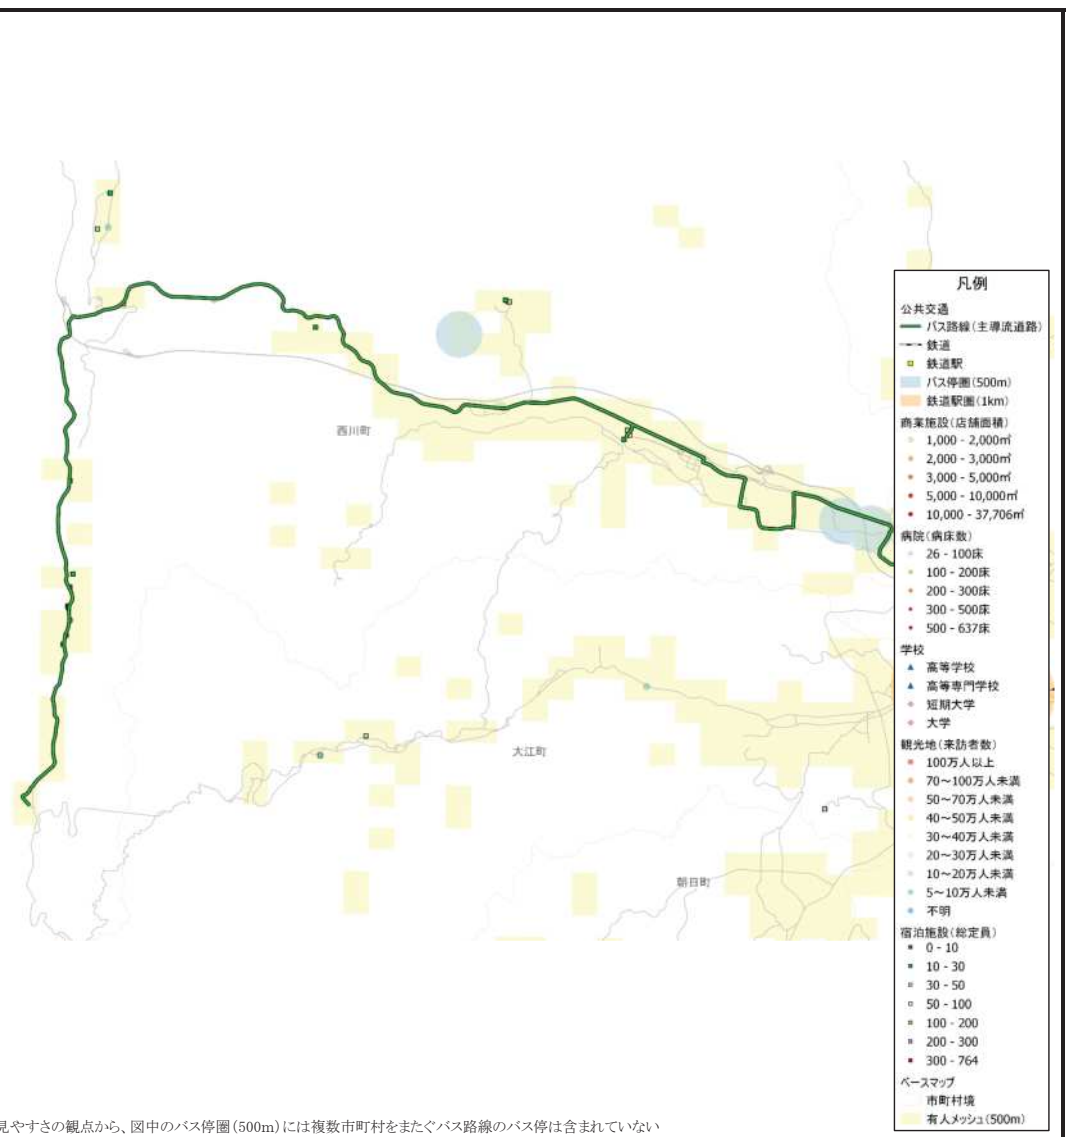 西川町
大江町
朝日町
凡例
公共交通
バス路線(主導流道路)
鉄道
鉄道駅
バス停圏(500m)
鉄道駅圏(1km)
商業施設(店舗面積)
1,000 - 2,000㎡
2,000 - 3,000㎡
3,000 - 5,000㎡
5,000 - 10,000㎡
10,000 - 37,706㎡
病院(病床数)
26 - 100床
100 - 200床
200 - 300床
300 - 500床
500 - 637床
学校
高等学校
高等専門学校
短期大学
大学
観光地(来訪者数)
100万人以上
70～100万人未満
50～70万人未満
40～50万人未満
30～40万人未満
20～30万人未満
10～20万人未満
5～10万人未満
不明
宿泊施設(総定員)
0 - 10
10 - 30
30 - 50
50 - 100
100 - 200
200 - 300
300 - 764
ベースマップ
市町村境
有人メッシュ(500m)
見やすさの観点から、図中のバス停圏(500m)には複数市町村をまたぐバス路線のバス停は含まれていない